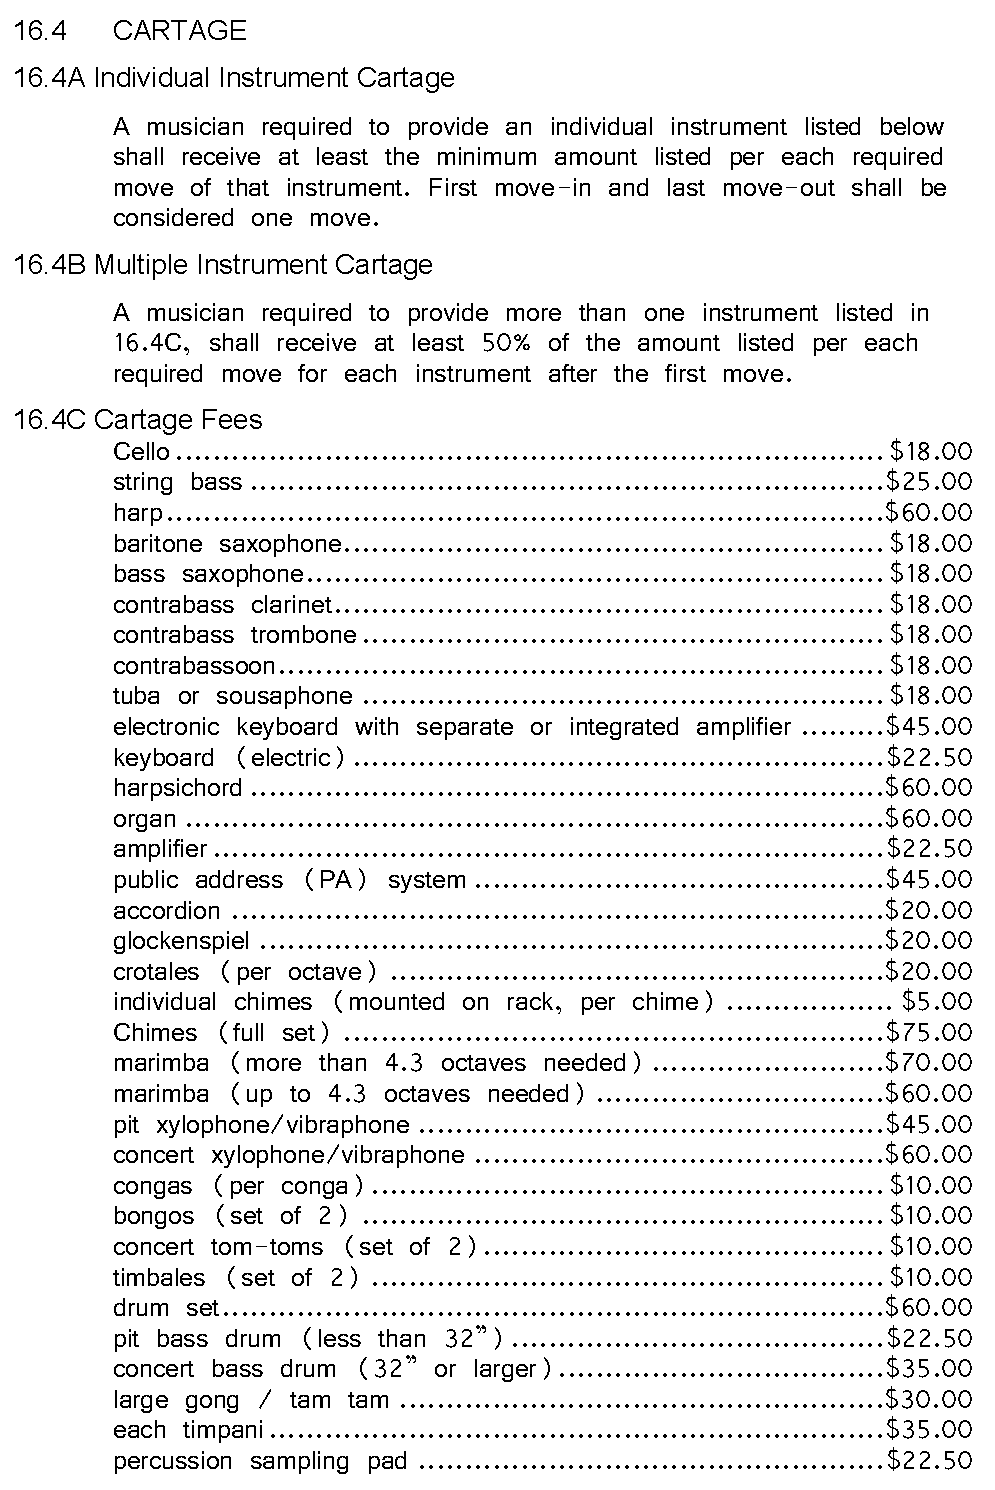 16.4 CARTAGE
16.4A Individual Instrument Cartage
A musician required to provide an individual instrument listed below
shall receive at least the minimum amount listed per each required
move of that instrument. First move-in and last move-out shall be
considered one move.
16.4B Multiple Instrument Cartage
A musician required to provide more than one instrument listed in
16.4C, shall receive at least 50% of the amount listed per each
required move for each instrument after the first move.
16.4C Cartage Fees
Cello ........................................................................... $18.00
string bass ....................................................................$25.00
harp.............................................................................$60.00
baritone saxophone.......................................................... $18.00
bass saxophone.............................................................. $18.00
contrabass clarinet........................................................... $18.00
contrabass trombone ........................................................ $18.00
contrabassoon................................................................. $18.00
tuba or sousaphone ........................................................ $18.00
electronic keyboard with separate or integrated amplifier .........$45.00
keyboard (electric) .........................................................$22.50
harpsichord ....................................................................$60.00
organ ...........................................................................$60.00
amplifier ........................................................................$22.50
public address (PA) system ............................................$45.00
accordion ......................................................................$20.00
glockenspiel ...................................................................$20.00
crotales (per octave) .....................................................$20.00
individual chimes (mounted on rack, per chime) .................. $5.00
Chimes (full set) ..........................................................$75.00
marimba (more than 4.3 octaves needed) .........................$70.00
marimba (up to 4.3 octaves needed) ...............................$60.00
pit xylophone/vibraphone ..................................................$45.00
concert xylophone/vibraphone ............................................$60.00
congas (per conga) ....................................................... $10.00
bongos (set of 2) ........................................................ $10.00
concert tom-toms (set of 2)........................................... $10.00
timbales (set of 2) ....................................................... $10.00
drum set.......................................................................$60.00
pit bass drum (less than 32”) ........................................$22.50
concert bass drum (32” or larger) ...................................$35.00
large gong / tam tam ....................................................$30.00
each timpani ..................................................................$35.00
percussion sampling pad ..................................................$22.50